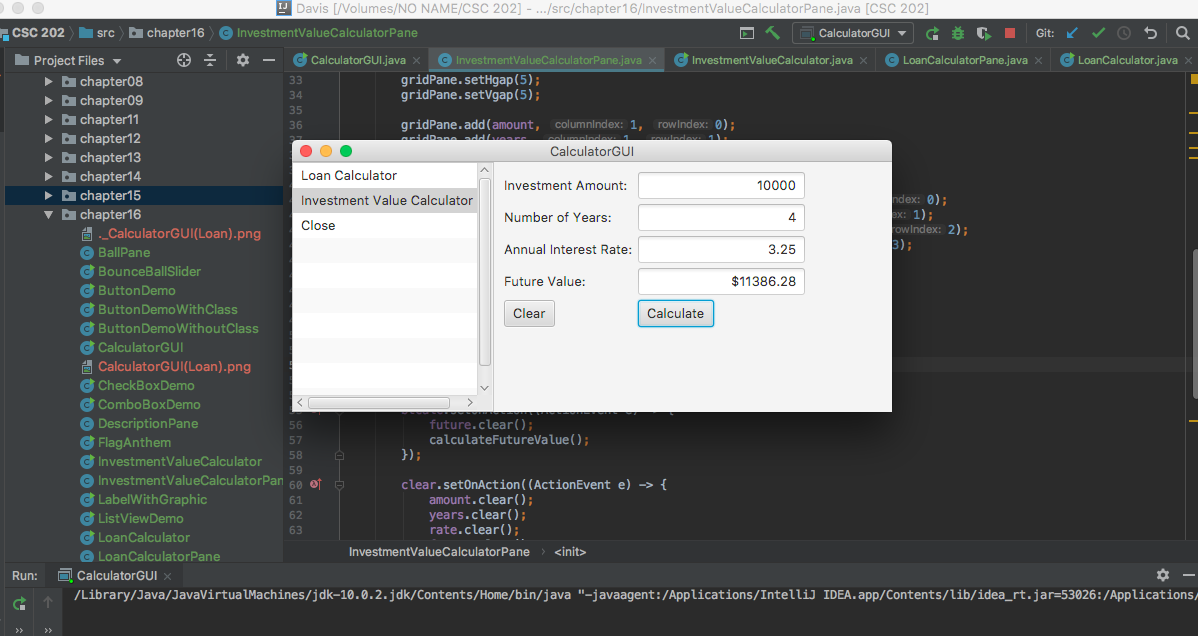 Davis [/Volumes/NO NAME/CSC 202] - .../src/chapter16/InvestmentValueCalculatorPane.java [CSC 202]
CSC 202 src chapter16 InvestmentValueCalculatorPane CalculatorGUI Git:
Project Files
CalculatorGUI.java InvestmentValueCalculatorPane.java InvestmentValueCalculator.java LoanCalculatorPane.java LoanCalculator.java
chapter08
chapter09
chapter11
chapter12
chapter13
chapter14
chapter15
chapter16
._CalculatorGUI(Loan).png
BallPane
BounceBallSlider
ButtonDemo
ButtonDemoWithClass
ButtonDemoWithoutClass
CalculatorGUI
CalculatorGUI(Loan).png
CheckBoxDemo
ComboBoxDemo
DescriptionPane
FlagAnthem
InvestmentValueCalculator
InvestmentValueCalculatorPan
LabelWithGraphic
ListViewDemo
LoanCalculator
LoanCalculatorPane
33 gridPane.setHgap(5);
34 gridPane.setVgap(5);
35
36 gridPane.add(amount, columnIndex: 1, rowIndex: 0);
gridPane.add(years, columnIndex: 1, rowIndex: 1);
ndex: 0);
ex: 1);
rowIndex: 2);
3);
CalculatorGUI
Loan Calculator
Investment Value Calculator
Close
Investment Amount: 10000
Number of Years: 4
Annual Interest Rate: 3.25
Future Value: $11386.28
Clear Calculate
56 future.clear();
57 calculateFutureValue();
58 });
59
60 clear.setOnAction((ActionEvent e) -> {
61 amount.clear();
62 years.clear();
63 rate.clear();
InvestmentValueCalculatorPane › <init>
Run: CalculatorGUI
/Library/Java/JavaVirtualMachines/jdk-10.0.2.jdk/Contents/Home/bin/java "-javaagent:/Applications/IntelliJ IDEA.app/Contents/lib/idea_rt.jar=53026:/Applications/